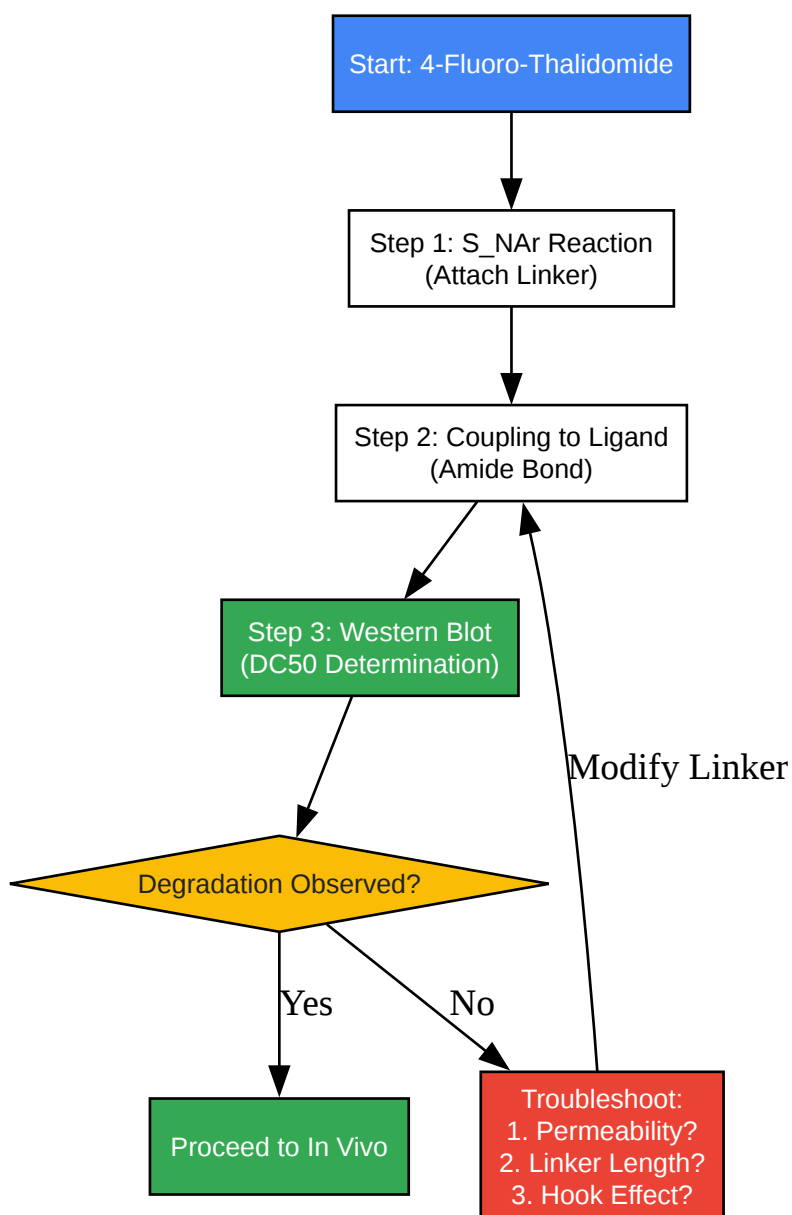 Start: 4-Fluoro-Thalidomide
Step 1: S_NAr Reaction
(Attach Linker)
Step 2: Coupling to Ligand
(Amide Bond)
Step 3: Western Blot
(DC50 Determination)
Modify Linker
Degradation Observed?
Yes
No
Proceed to In Vivo
Troubleshoot:
1. Permeability?
2. Linker Length?
3. Hook Effect?